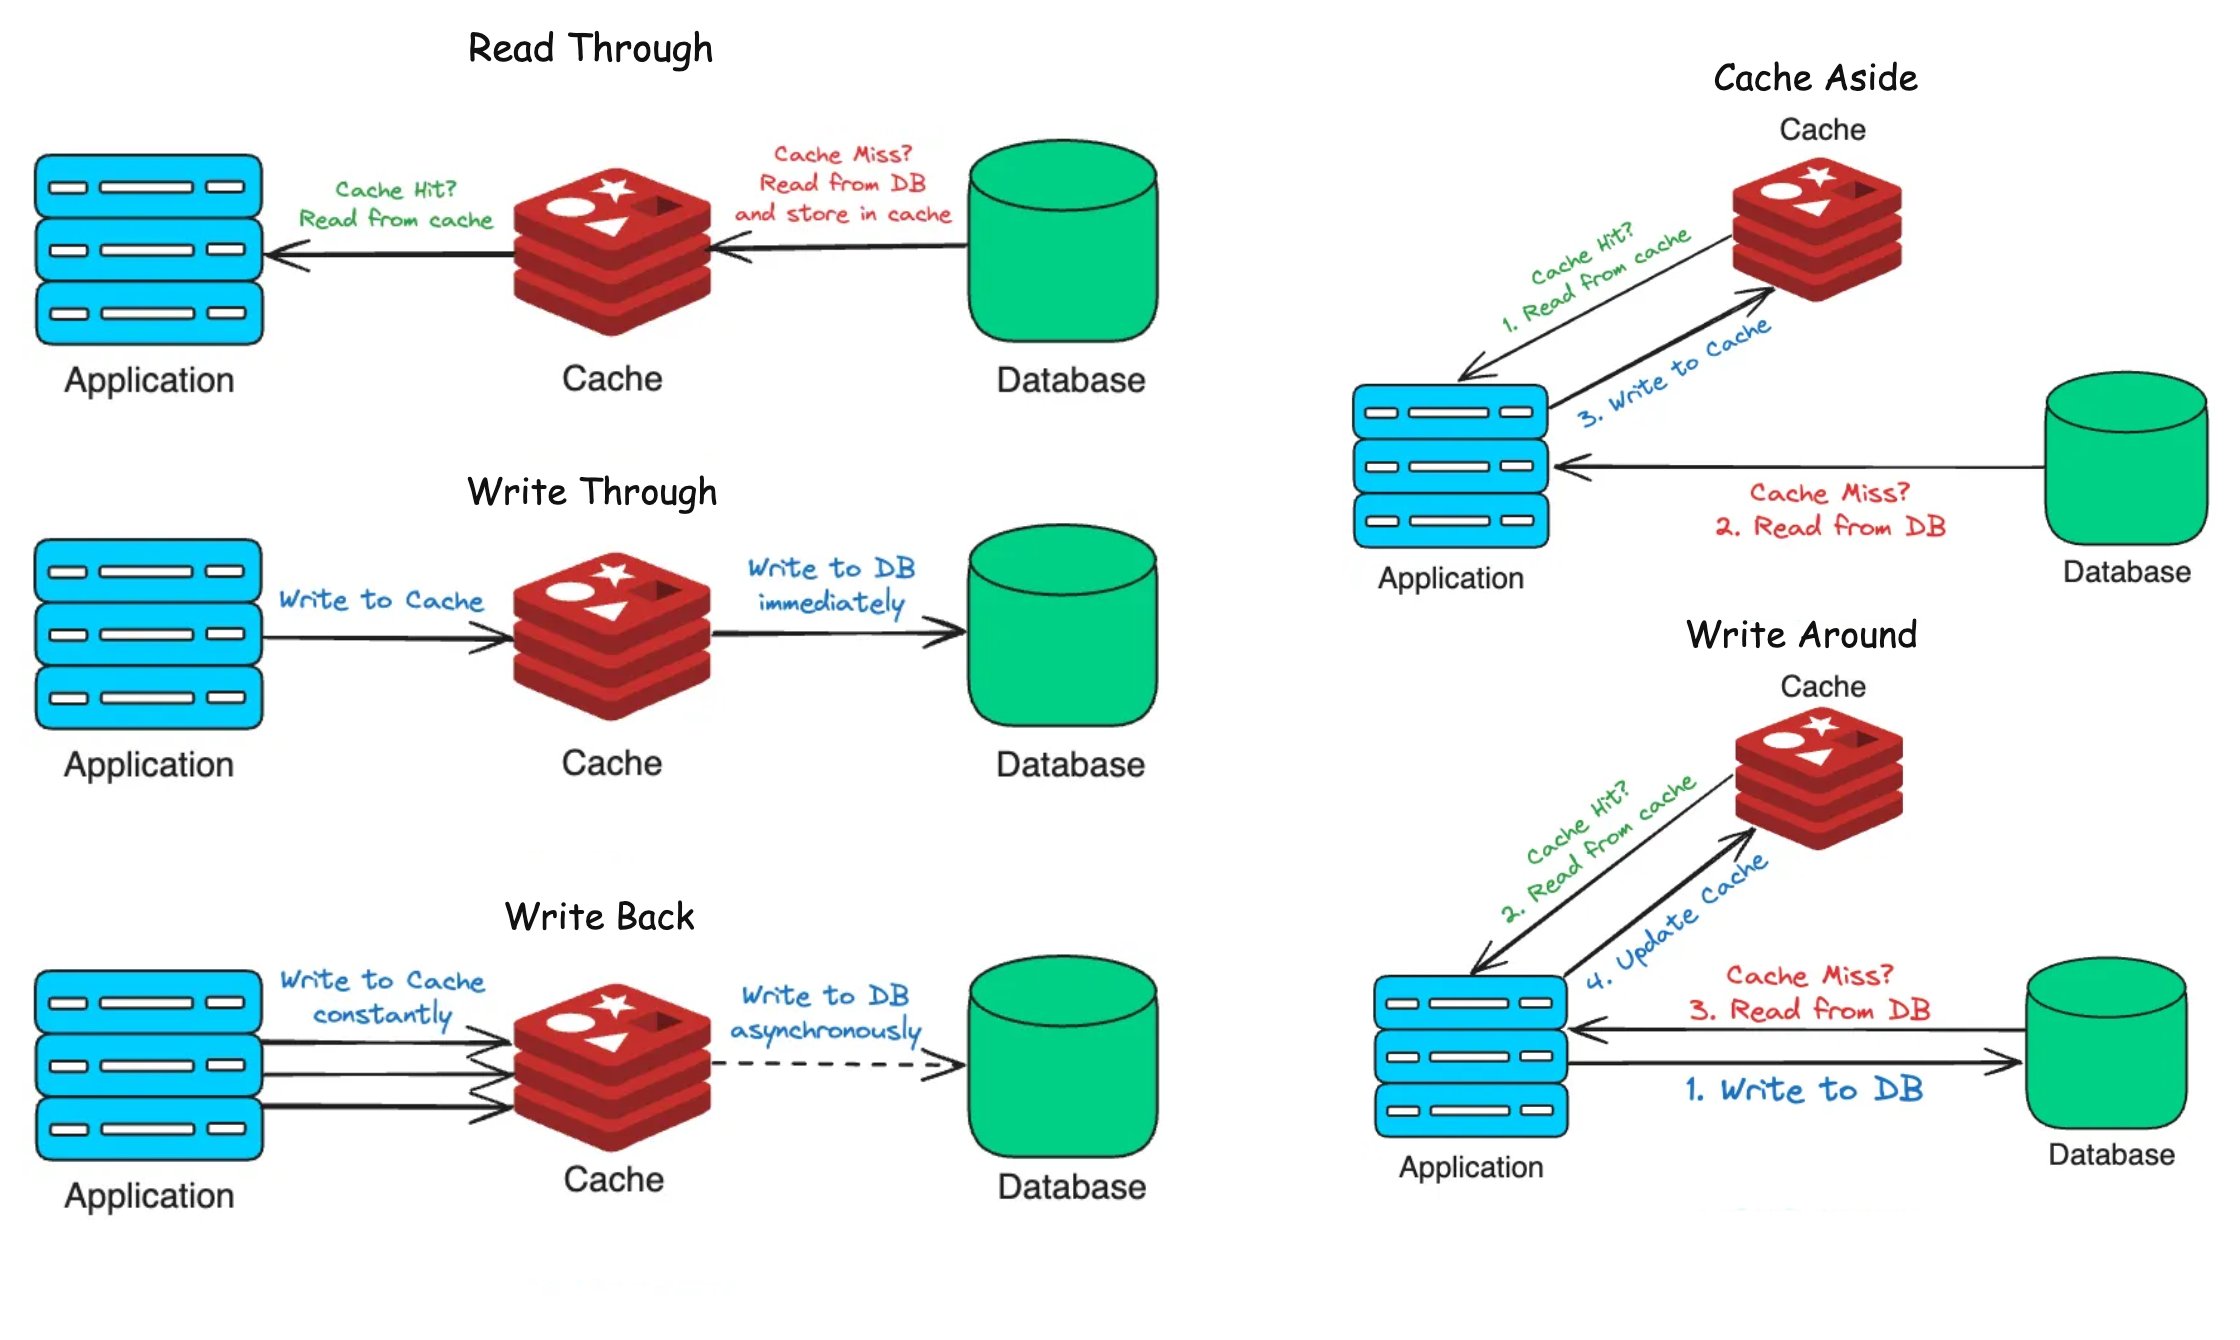 Read Through
Cache Hit?
Read from cache
Cache Miss?
Read from DB
and store in cache
Application
Cache
Database
Write Through
Write to Cache
Write to DB
immediately
Application
Cache
Database
Write Back
Write to Cache
constantly
Write to DB
asynchronously
Application
Cache
Database
Cache Aside
Cache
Cache Hit?
1. Read from cache
3. Write to Cache
Cache Miss?
2. Read from DB
Application
Database
Write Around
Cache
Cache Hit?
2. Read from cache
4. Update Cache
Cache Miss?
3. Read from DB
1. Write to DB
Application
Database